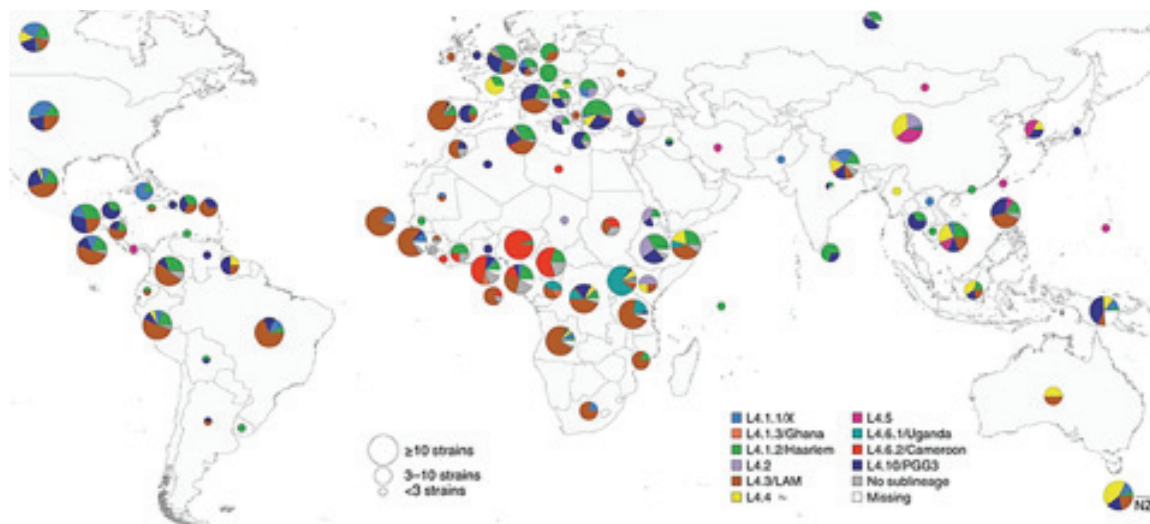 ≥10 strains
3–10 strains
<3 strains
L4.1.1/X
L4.1.3/Ghana
L4.1.2/Haarlem
L4.2
L4.3/LAM
L4.4
L4.5
L4.6.1/Uganda
L4.6.2/Cameroon
L4.10/PGG3
No sublineage
Missing